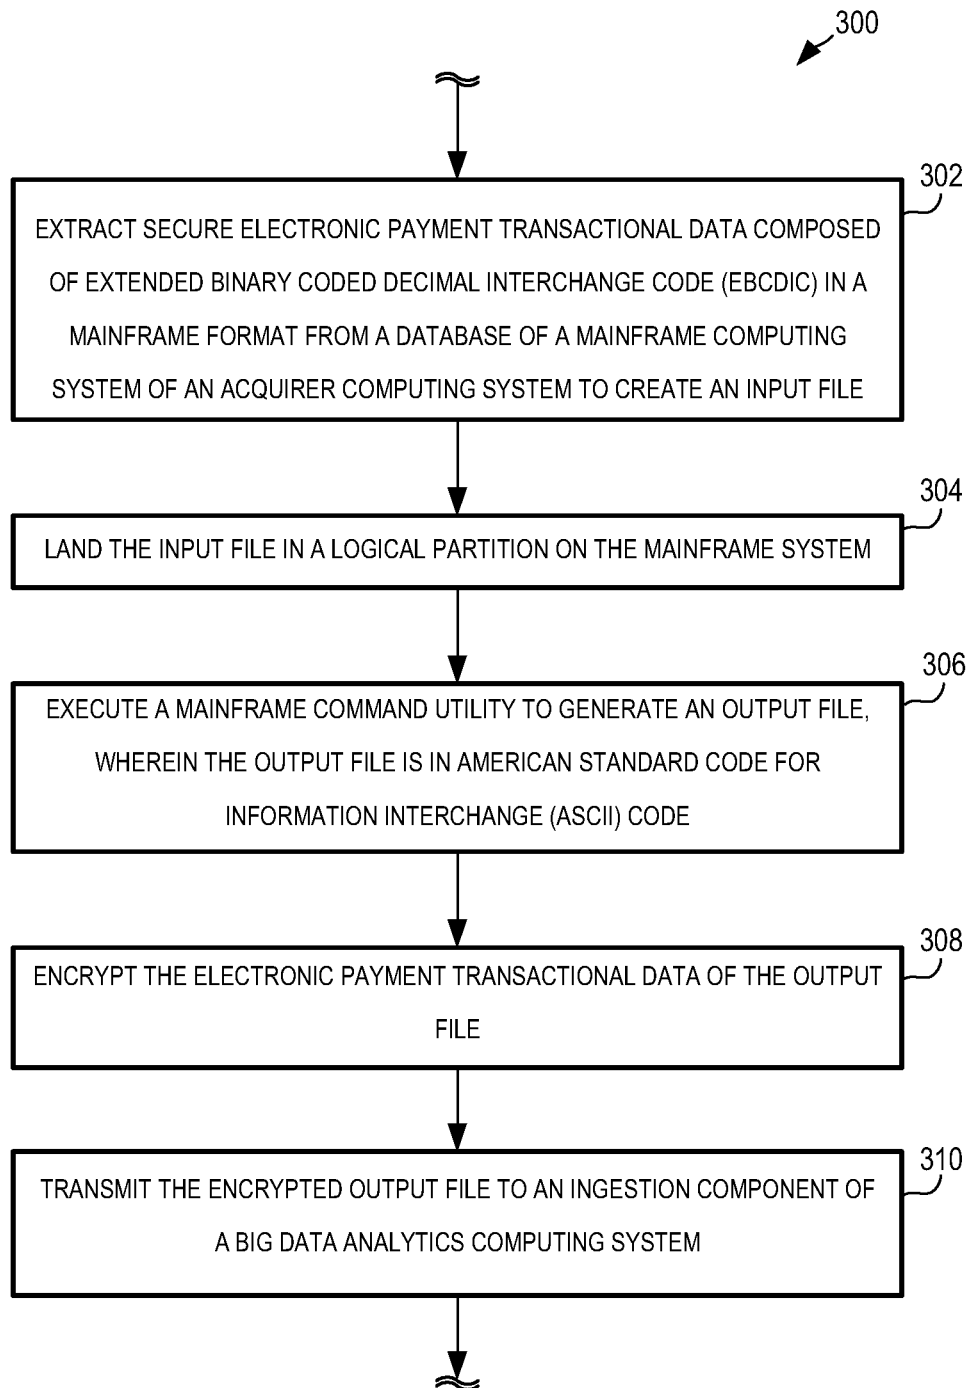 300
302
EXTRACT SECURE ELECTRONIC PAYMENT TRANSACTIONAL DATA COMPOSED
OF EXTENDED BINARY CODED DECIMAL INTERCHANGE CODE (EBCDIC) IN A
MAINFRAME FORMAT FROM A DATABASE OF A MAINFRAME COMPUTING
SYSTEM OF AN ACQUIRER COMPUTING SYSTEM TO CREATE AN INPUT FILE
304
LAND THE INPUT FILE IN A LOGICAL PARTITION ON THE MAINFRAME SYSTEM
306
EXECUTE A MAINFRAME COMMAND UTILITY TO GENERATE AN OUTPUT FILE,
WHEREIN THE OUTPUT FILE IS IN AMERICAN STANDARD CODE FOR
INFORMATION INTERCHANGE (ASCII) CODE
308
ENCRYPT THE ELECTRONIC PAYMENT TRANSACTIONAL DATA OF THE OUTPUT
FILE
310
TRANSMIT THE ENCRYPTED OUTPUT FILE TO AN INGESTION COMPONENT OF
A BIG DATA ANALYTICS COMPUTING SYSTEM